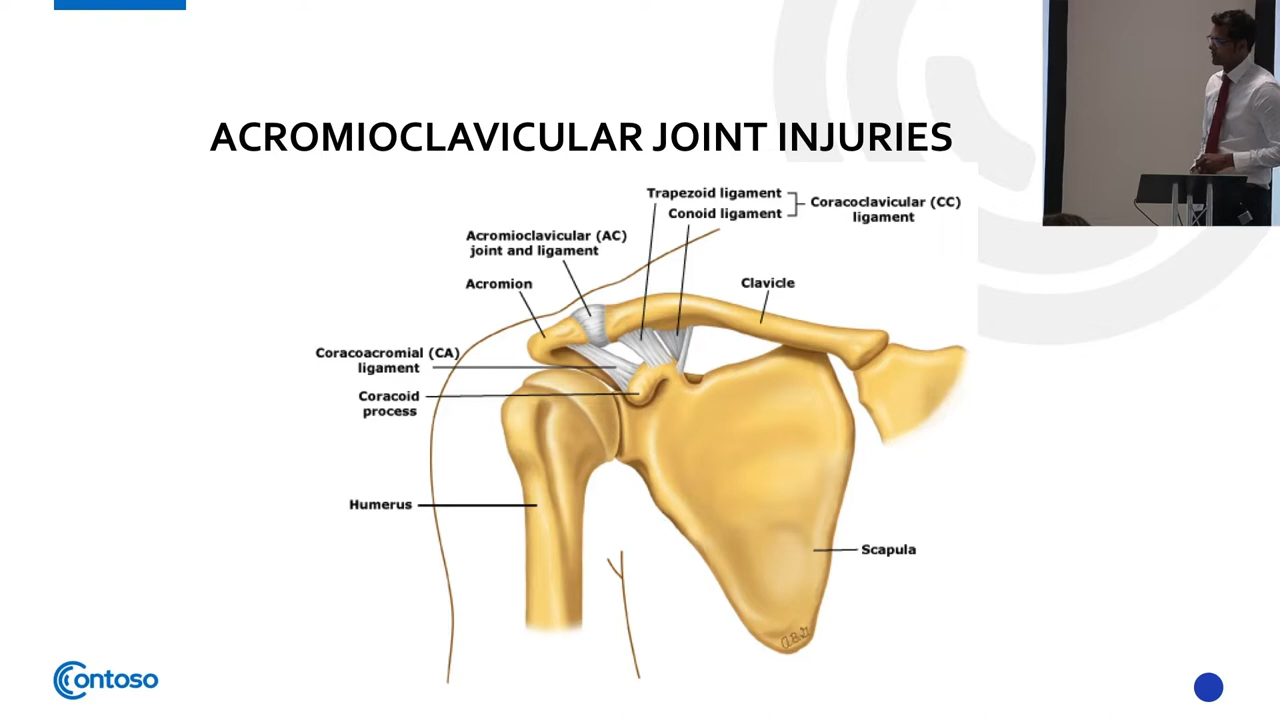 ACROMIOCLAVICULAR JOINT INJURIES
Trapezoid ligament
Conoid ligament
Coracoclavicular (CC)
ligament
Acromioclavicular (AC)
joint and ligament
Acromion
Clavicle
Coracoacromial (CA)
ligament
Coracoid
process
Humerus
Scapula
Contoso